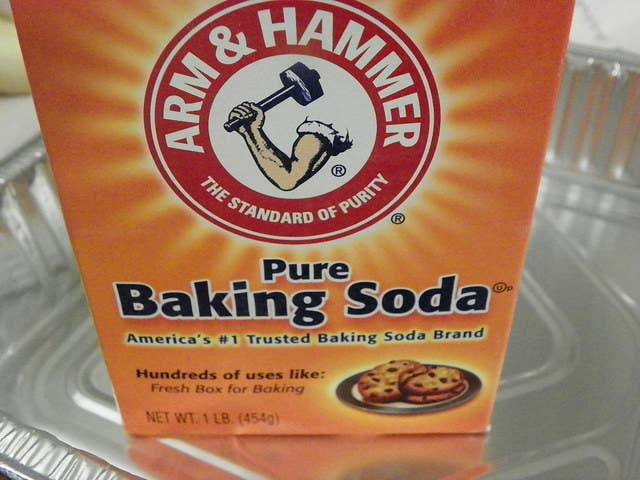 ARM & HAMMER
THE STANDARD OF PURITY
®
®
Pure
Baking Soda ⓊP
America's #1 Trusted Baking Soda Brand
Hundreds of uses like:
Fresh Box for Baking
NET WT. 1 LB. (454g)